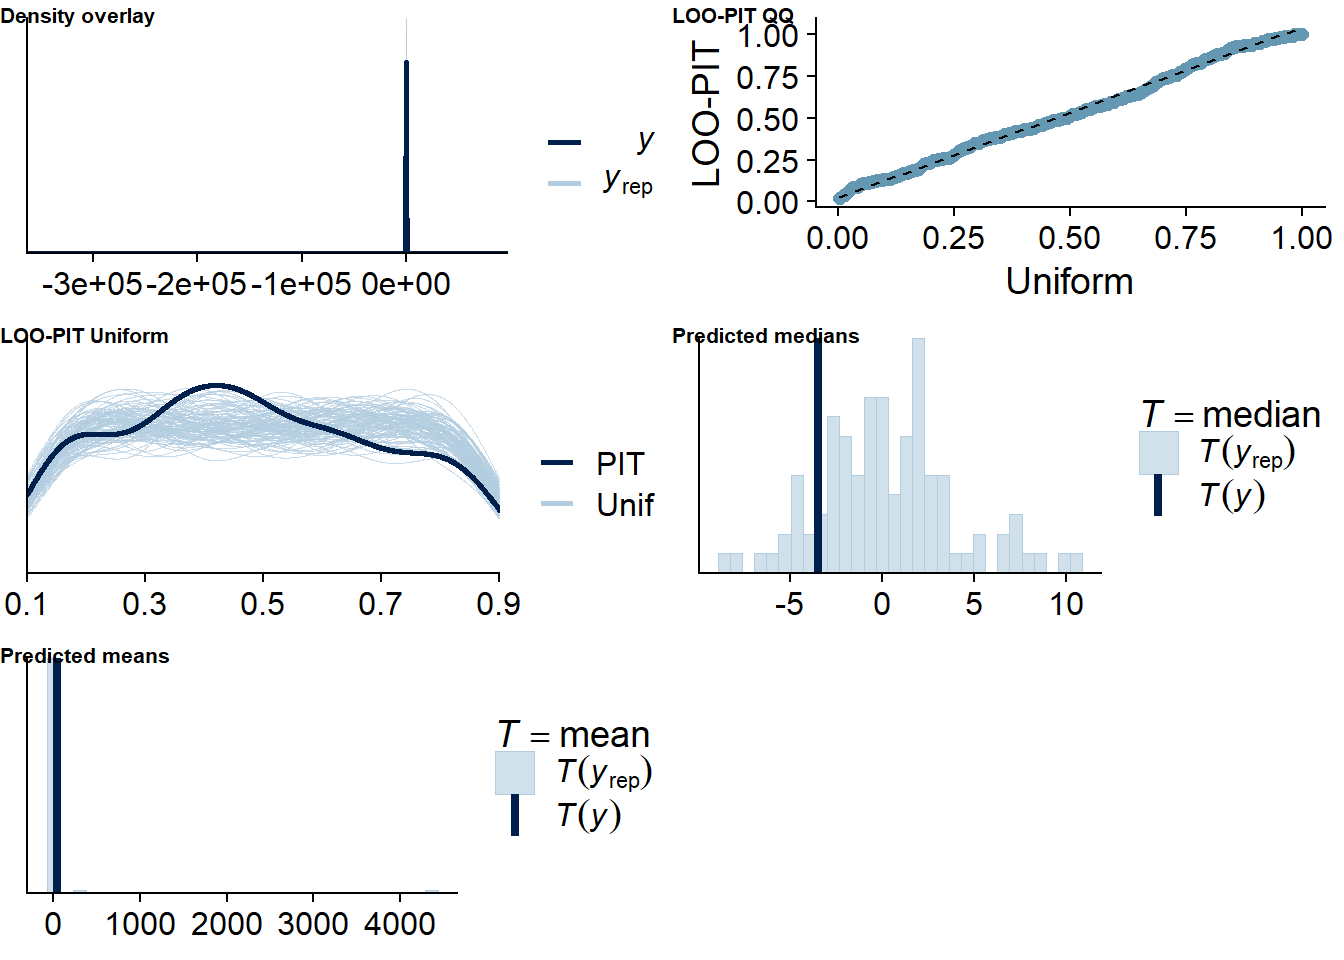 Density overlay
y
yrep
-3e+05 -2e+05 -1e+05 0e+00
LOO-PIT QQ
LOO-PIT
1.00
0.75
0.50
0.25
0.00
0.00 0.25 0.50 0.75 1.00
Uniform
LOO-PIT Uniform
PIT
Unif
0.1 0.3 0.5 0.7 0.9
Predicted medians
T = median
T(yrep)
T(y)
-5 0 5 10
Predicted means
T = mean
T(yrep)
T(y)
0 1000 2000 3000 4000